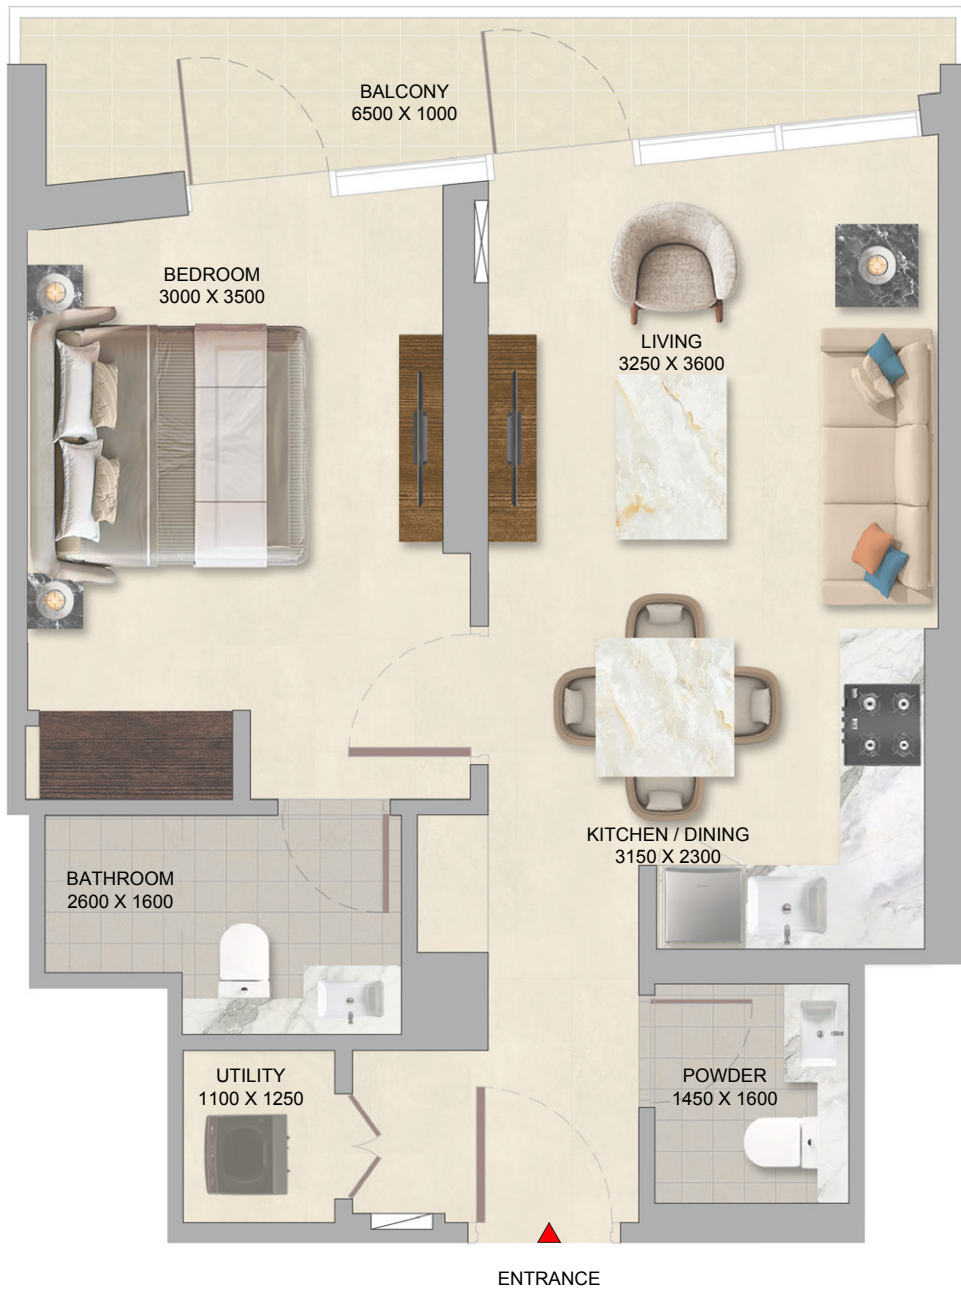 BALCONY
6500 X 1000
BEDROOM
3000 X 3500
LIVING
3250 X 3600
KITCHEN / DINING
3150 X 2300
BATHROOM
2600 X 1600
UTILITY
1100 X 1250
POWDER
1450 X 1600
ENTRANCE